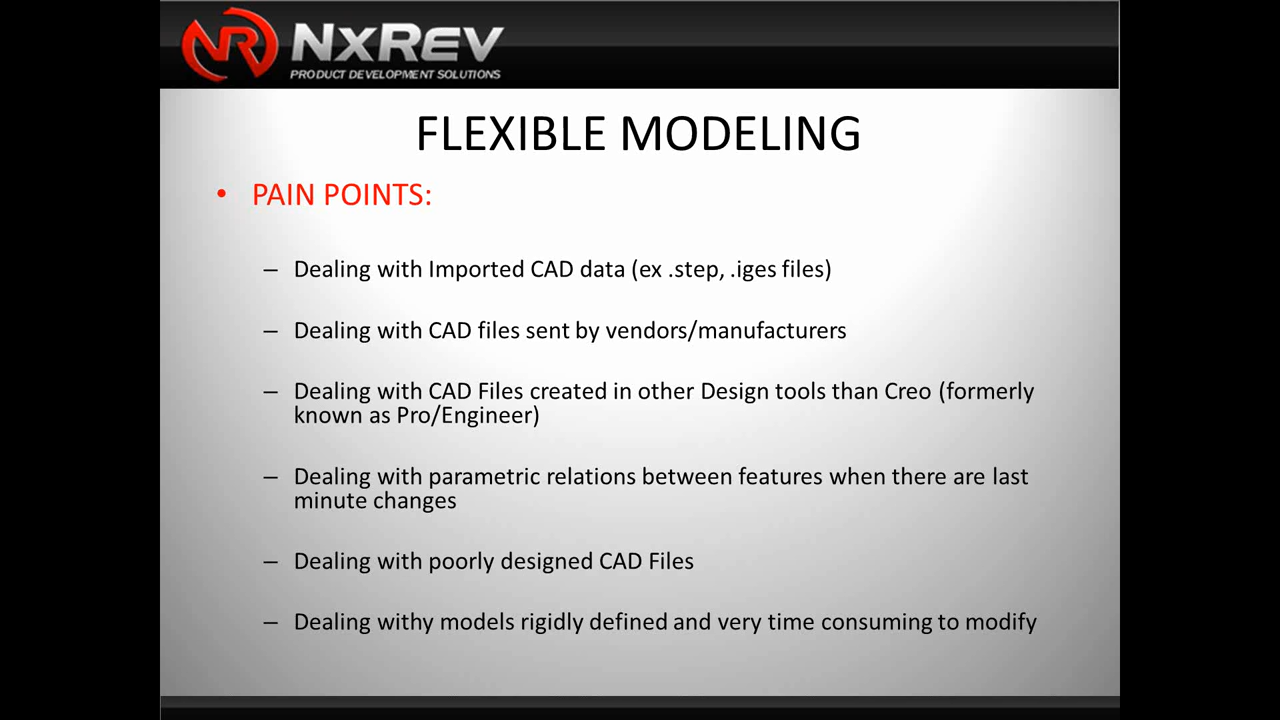 NR NxRev
PRODUCT DEVELOPMENT SOLUTIONS
FLEXIBLE MODELING
• PAIN POINTS:
– Dealing with Imported CAD data (ex .step, .iges files)
– Dealing with CAD files sent by vendors/manufacturers
– Dealing with CAD Files created in other Design tools than Creo (formerly
known as Pro/Engineer)
– Dealing with parametric relations between features when there are last
minute changes
– Dealing with poorly designed CAD Files
– Dealing withy models rigidly defined and very time consuming to modify